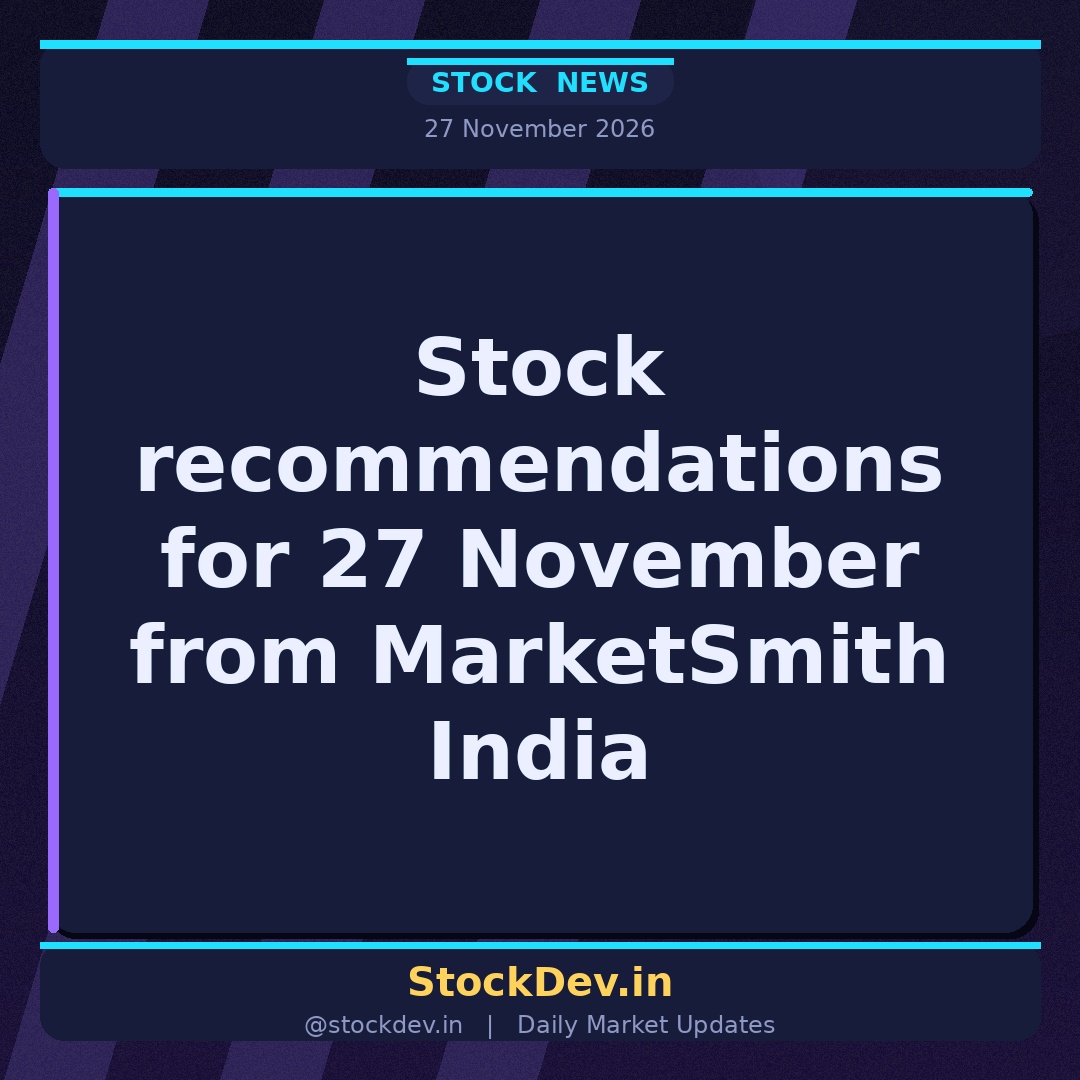 STOCK NEWS
27 November 2026
Stock
recommendations
for 27 November
from MarketSmith
India
StockDev.in
@stockdev.in | Daily Market Updates